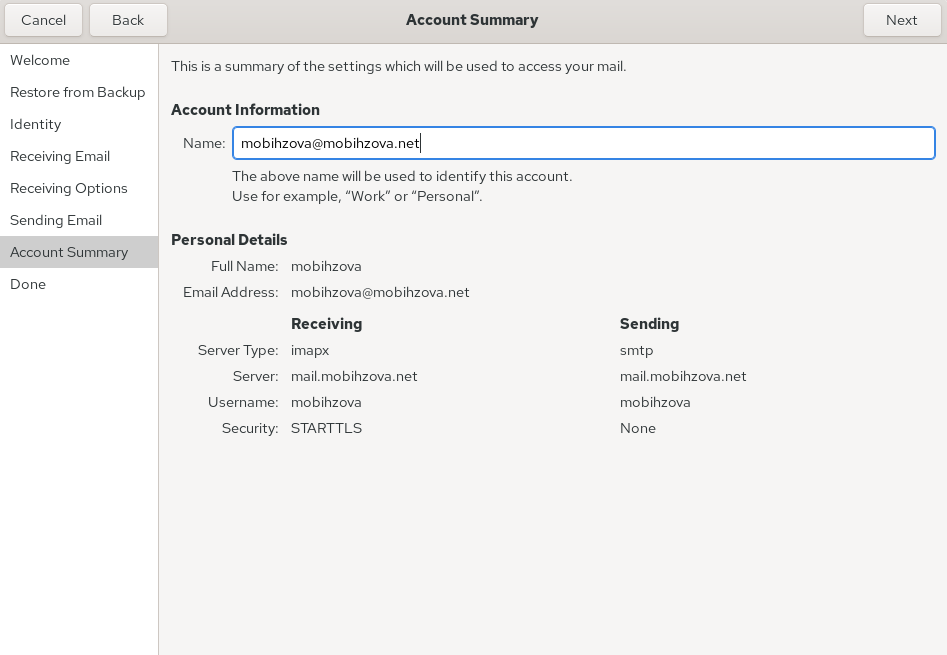 Cancel Back Account Summary Next
Welcome
Restore from Backup
Identity
Receiving Email
Receiving Options
Sending Email
Account Summary
Done
This is a summary of the settings which will be used to access your mail.
Account Information
Name: mobihzova@mobihzova.net
The above name will be used to identify this account.
Use for example, “Work” or “Personal”.
Personal Details
Full Name: mobihzova
Email Address: mobihzova@mobihzova.net
Receiving Sending
Server Type: imapx smtp
Server: mail.mobihzova.net mail.mobihzova.net
Username: mobihzova mobihzova
Security: STARTTLS None